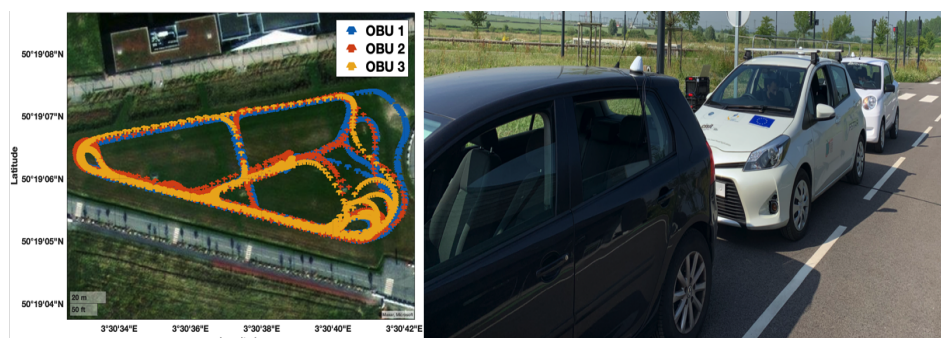 OBU 1
OBU 2
OBU 3
50°19'08"N
50°19'07"N
50°19'06"N
50°19'05"N
50°19'04"N
Latitude
20 m
50 ft
3°30'34"E
3°30'36"E
3°30'38"E
3°30'40"E
3°30'42"E